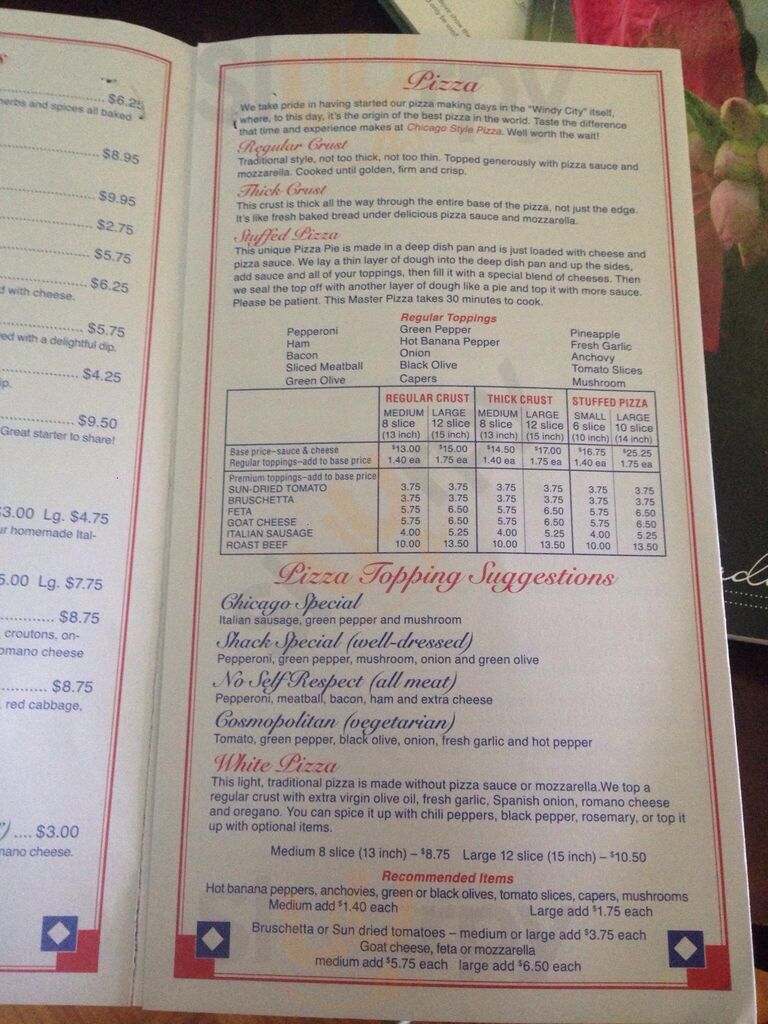 $6.25
herbs and spices all baked
$8.95
$9.95
$2.75
$5.75
$6.25
with cheese.
$5.75
with a delightful dip.
$4.25
$9.50
Great starter to share!
$3.00 Lg. $4.75
homemade Ital-
5.00 Lg. $7.75
$8.75
croutons, on-
romano cheese
$8.75
red cabbage,
.... $3.00
cheese.
Pizza
We take pride in having started our pizza making days in the "Windy City" itself,
where, to this day, it's the origin of the best pizza in the world. Taste the difference
that time and experience makes at Chicago Style Pizza. Well worth the wait!
Regular Crust
Traditional style, not too thick, not too thin. Topped generously with pizza sauce and
mozzarella. Cooked until golden, firm and crisp.
Thick Crust
This crust is thick all the way through the entire base of the pizza, not just the edge.
It's like fresh baked bread under delicious pizza sauce and mozzarella.
Stuffed Pizza
This unique Pizza Pie is made in a deep dish pan and is just loaded with cheese and
pizza sauce. We lay a thin layer of dough into the deep dish pan and up the sides,
add sauce and all of your toppings, then fill it with a special blend of cheeses. Then
we seal the top off with another layer of dough like a pie and top it with more sauce.
Please be patient. This Master Pizza takes 30 minutes to cook.
Regular Toppings
Pepperoni Green Pepper Pineapple
Ham Hot Banana Pepper Fresh Garlic
Bacon Onion Anchovy
Sliced Meatball Black Olive Tomato Slices
Green Olive Capers Mushroom
REGULAR CRUST THICK CRUST STUFFED PIZZA
MEDIUM LARGE MEDIUM LARGE SMALL LARGE
8 slice 12 slice 8 slice 12 slice 6 slice 10 slice
(13 inch) (15 inch) (13 inch) (15 inch) (10 inch) (14 inch)
Base price–sauce & cheese $13.00 $15.00 $14.50 $17.00 $16.75 $25.25
Regular toppings–add to base price 1.40 ea 1.75 ea 1.40 ea 1.75 ea 1.40 ea 1.75 ea
Premium toppings–add to base price
SUN-DRIED TOMATO 3.75 3.75 3.75 3.75 3.75 3.75
BRUSCHETTA 3.75 3.75 3.75 3.75 3.75 3.75
FETA 5.75 6.50 5.75 6.50 5.75 6.50
GOAT CHEESE 5.75 6.50 5.75 6.50 5.75 6.50
ITALIAN SAUSAGE 4.00 5.25 4.00 5.25 4.00 5.25
ROAST BEEF 10.00 13.50 10.00 13.50 10.00 13.50
Pizza Topping Suggestions
Chicago Special
Italian sausage, green pepper and mushroom
Shack Special (well-dressed)
Pepperoni, green pepper, mushroom, onion and green olive
No Self Respect (all meat)
Pepperoni, meatball, bacon, ham and extra cheese
Cosmopolitan (vegetarian)
Tomato, green pepper, black olive, onion, fresh garlic and hot pepper
White Pizza
This light, traditional pizza is made without pizza sauce or mozzarella.We top a
regular crust with extra virgin olive oil, fresh garlic, Spanish onion, romano cheese
and oregano. You can spice it up with chili peppers, black pepper, rosemary, or top it
up with optional items.
Medium 8 slice (13 inch) – $8.75 Large 12 slice (15 inch) – $10.50
Recommended Items
Hot banana peppers, anchovies, green or black olives, tomato slices, capers, mushrooms
Medium add $1.40 each Large add $1.75 each
Bruschetta or Sun dried tomatoes – medium or large add $3.75 each
Goat cheese, feta or mozzarella
medium add $5.75 each large add $6.50 each